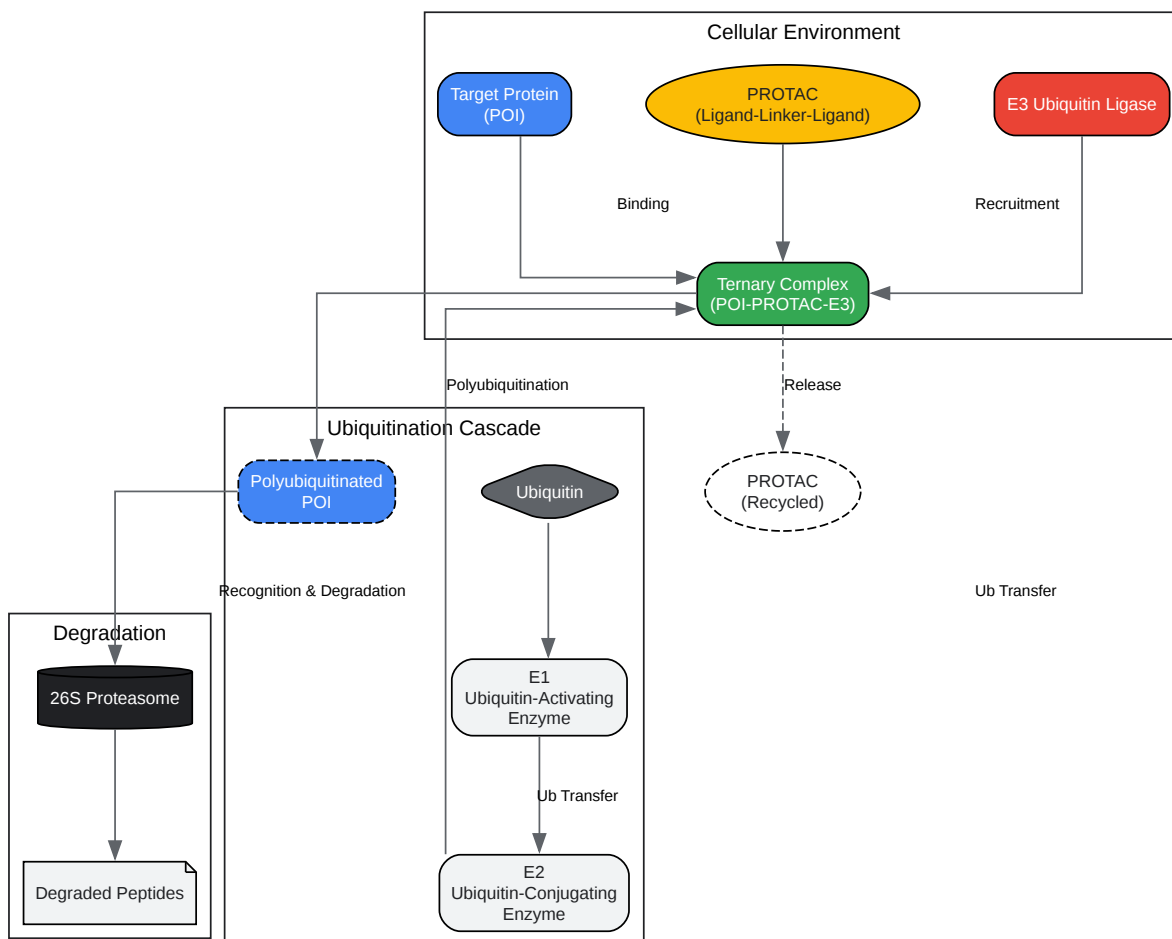 Cellular Environment
Target Protein
(POI)
PROTAC
(Ligand-Linker-Ligand)
E3 Ubiquitin Ligase
Binding
Recruitment
Ternary Complex
(POI-PROTAC-E3)
Polyubiquitination
Release
Ubiquitination Cascade
Polyubiquitinated
POI
Ubiquitin
PROTAC
(Recycled)
Recognition & Degradation
Ub Transfer
Degradation
26S Proteasome
E1
Ubiquitin-Activating
Enzyme
Ub Transfer
Degraded Peptides
E2
Ubiquitin-Conjugating
Enzyme